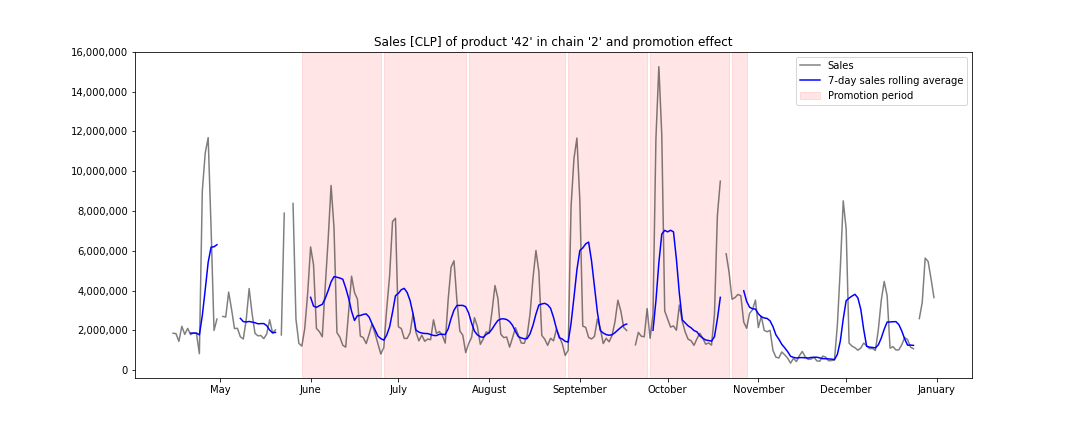 Sales [CLP] of product '42' in chain '2' and promotion effect
16,000,000
14,000,000
12,000,000
10,000,000
8,000,000
6,000,000
4,000,000
2,000,000
0
Sales
7-day sales rolling average
Promotion period
May June July August September October November December January